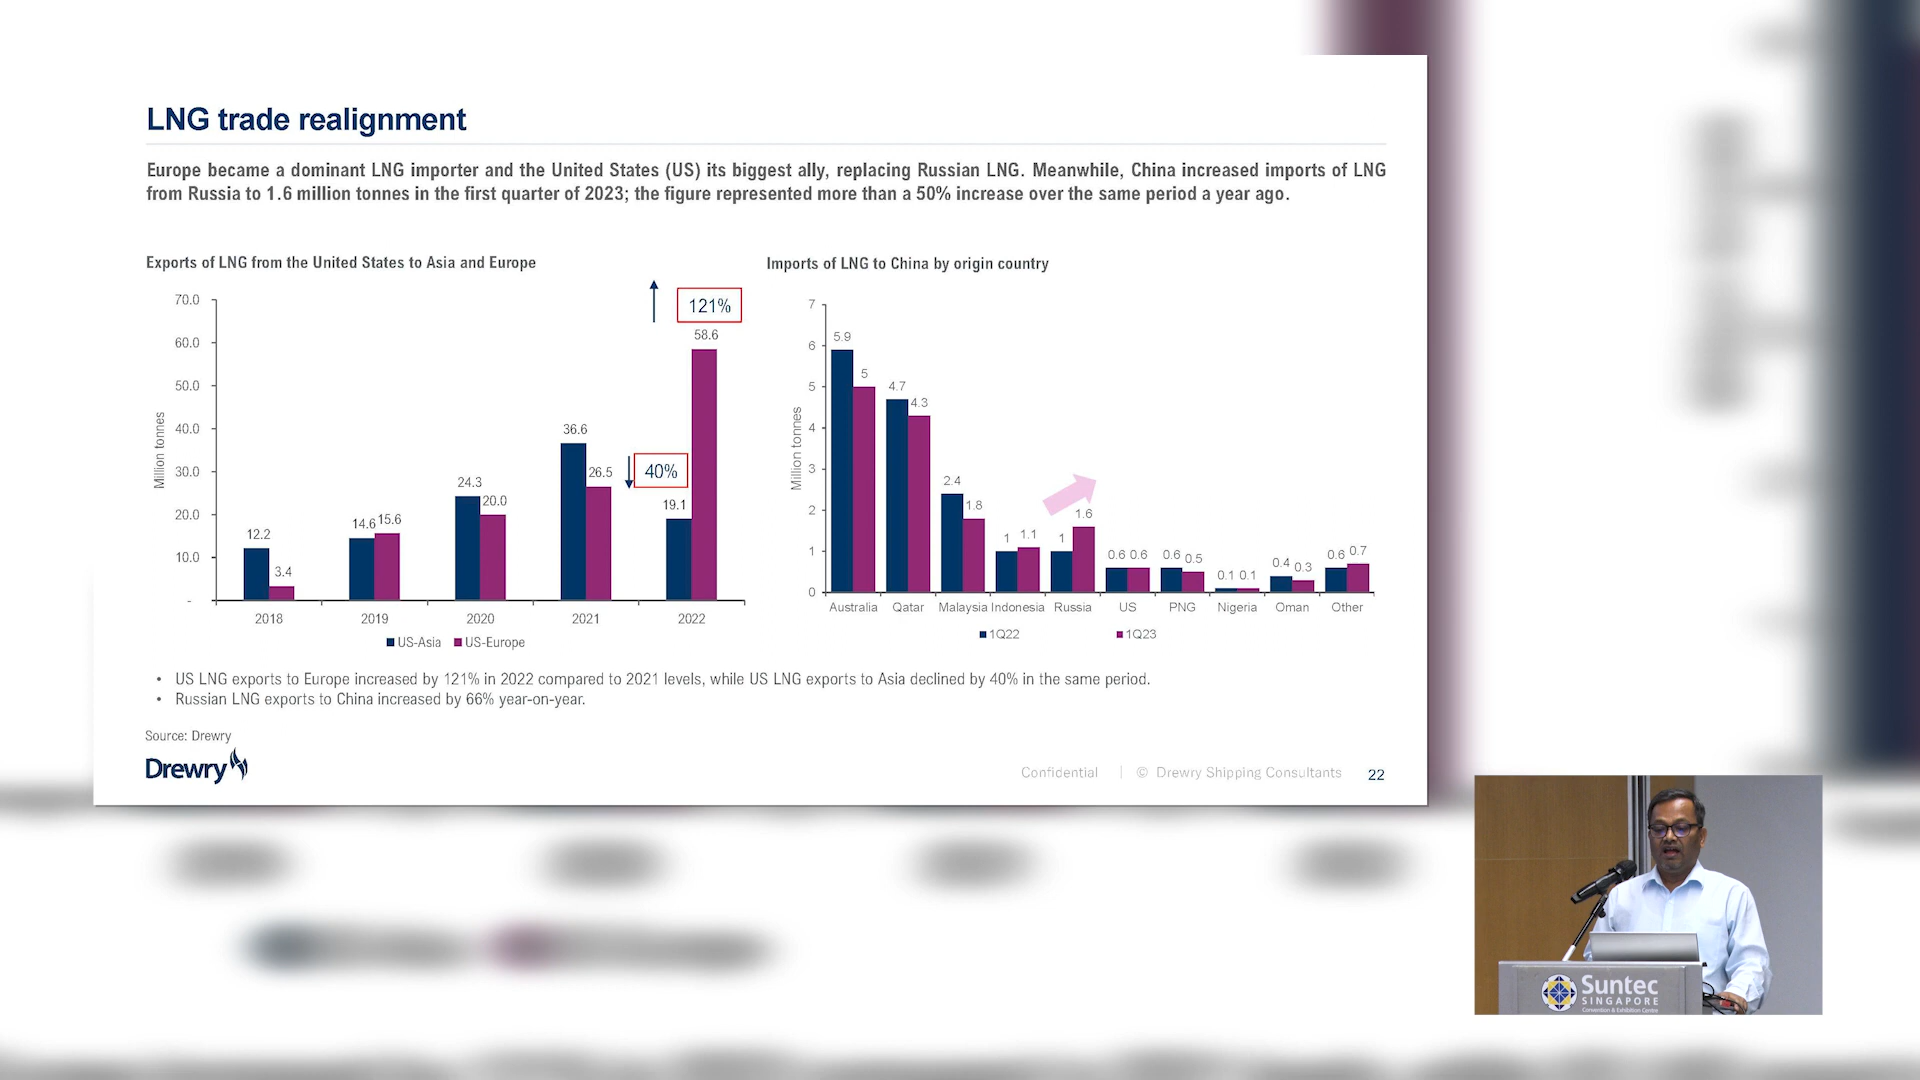 LNG trade realignment
Europe became a dominant LNG importer and the United States (US) its biggest ally, replacing Russian LNG. Meanwhile, China increased imports of LNG
from Russia to 1.6 million tonnes in the first quarter of 2023; the figure represented more than a 50% increase over the same period a year ago.
Exports of LNG from the United States to Asia and Europe
Million tonnes
70.0
60.0
50.0
40.0
30.0
20.0
10.0
-
121%
58.6
36.6
26.5
40%
19.1
24.3
20.0
14.6 15.6
12.2
3.4
2018 2019 2020 2021 2022
US-Asia US-Europe
Imports of LNG to China by origin country
Million tonnes
7
6
5
4
3
2
1
0
5.9
5
4.7
4.3
2.4
1.8
1 1.1
1
1.6
0.6 0.6
0.6 0.5
0.1 0.1
0.4 0.3
0.6 0.7
Australia Qatar Malaysia Indonesia Russia US PNG Nigeria Oman Other
1Q22 1Q23
• US LNG exports to Europe increased by 121% in 2022 compared to 2021 levels, while US LNG exports to Asia declined by 40% in the same period.
• Russian LNG exports to China increased by 66% year-on-year.
Source: Drewry
Drewry
Confidential | © Drewry Shipping Consultants 22
Suntec
SINGAPORE
Convention & Exhibition Centre